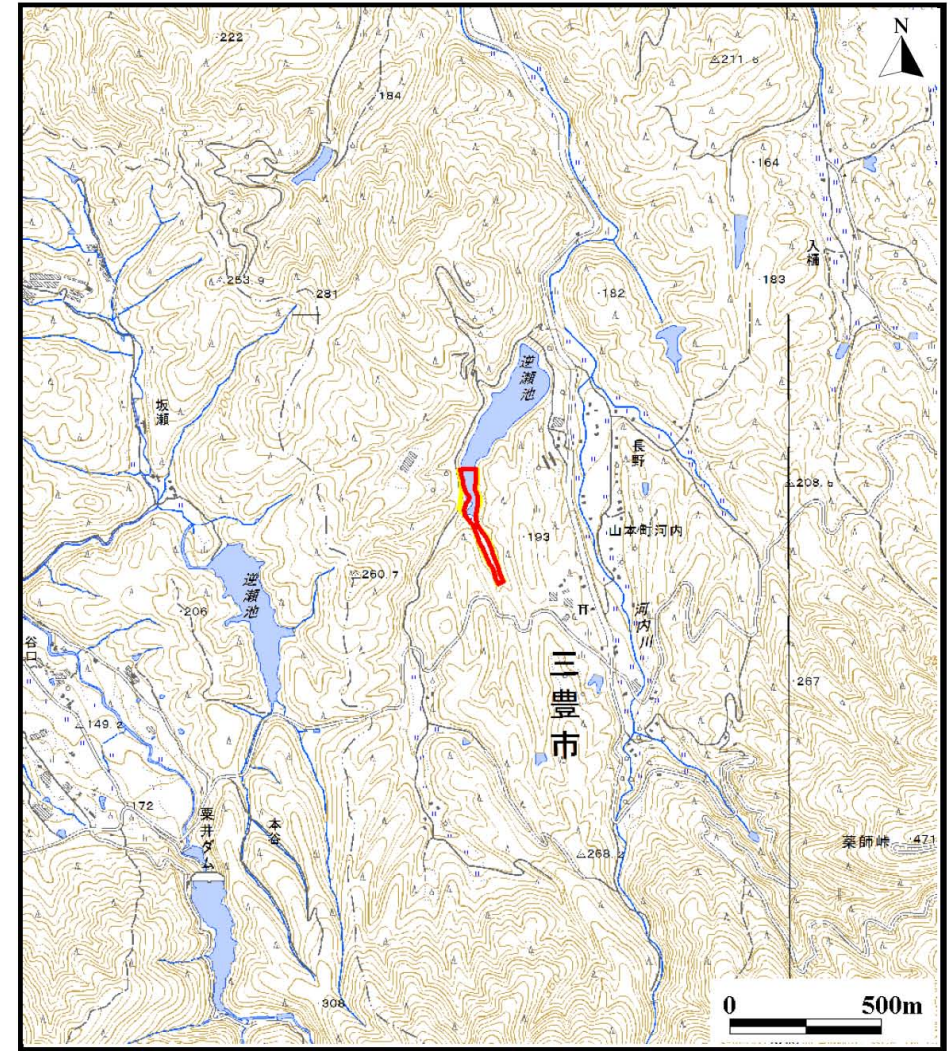 222
N
211.6
184
164
入樋
253.9
281
182
183
逆瀬池
坂瀬
長野
208.5
193
山本町河内
260.7
逆瀬池
206
河内川
谷口
三豊市
267
149.2
172
粟井ダム
本谷
268.2
薬師峠
471
308
0 500m